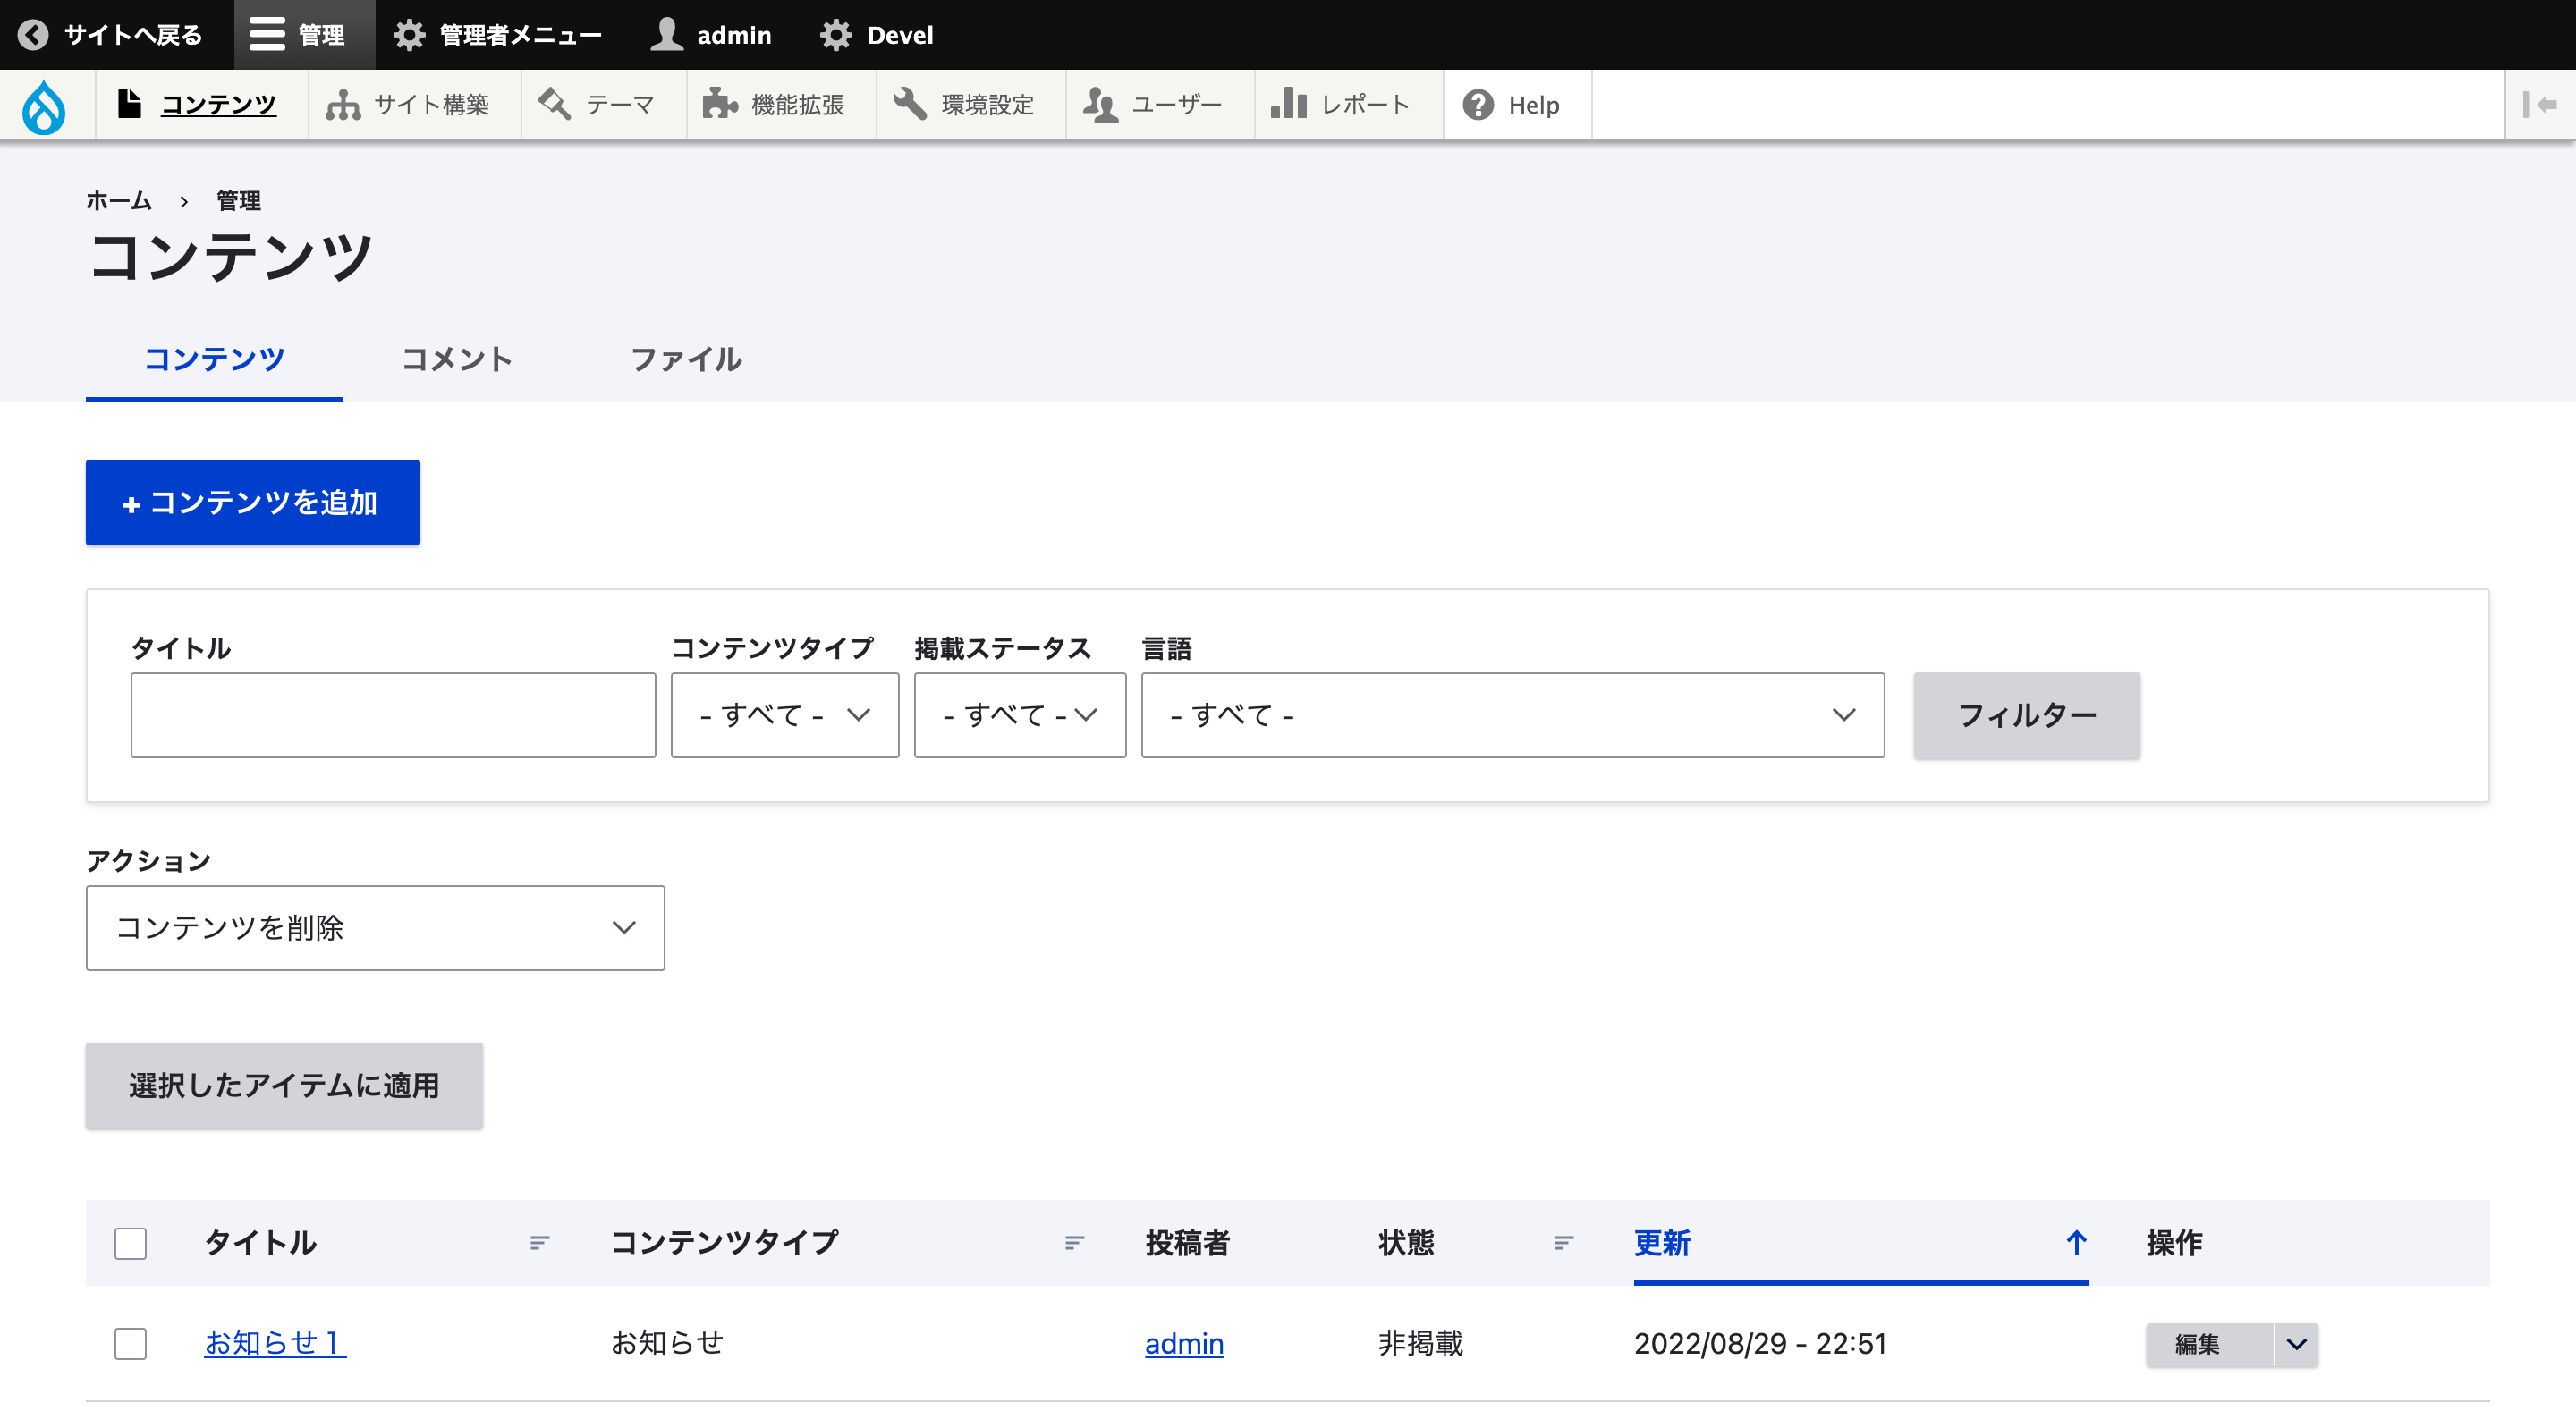 サイトへ戻る 管理 管理者メニュー admin Devel
コンテンツ サイト構築 テーマ 機能拡張 環境設定 ユーザー レポート Help
ホーム › 管理
コンテンツ
コンテンツ コメント ファイル
+ コンテンツを追加
タイトル コンテンツタイプ 掲載ステータス 言語
- すべて - - すべて - - すべて - フィルター
アクション
コンテンツを削除
選択したアイテムに適用
タイトル コンテンツタイプ 投稿者 状態 更新 操作
お知らせ１ お知らせ admin 非掲載 2022/08/29 - 22:51 編集